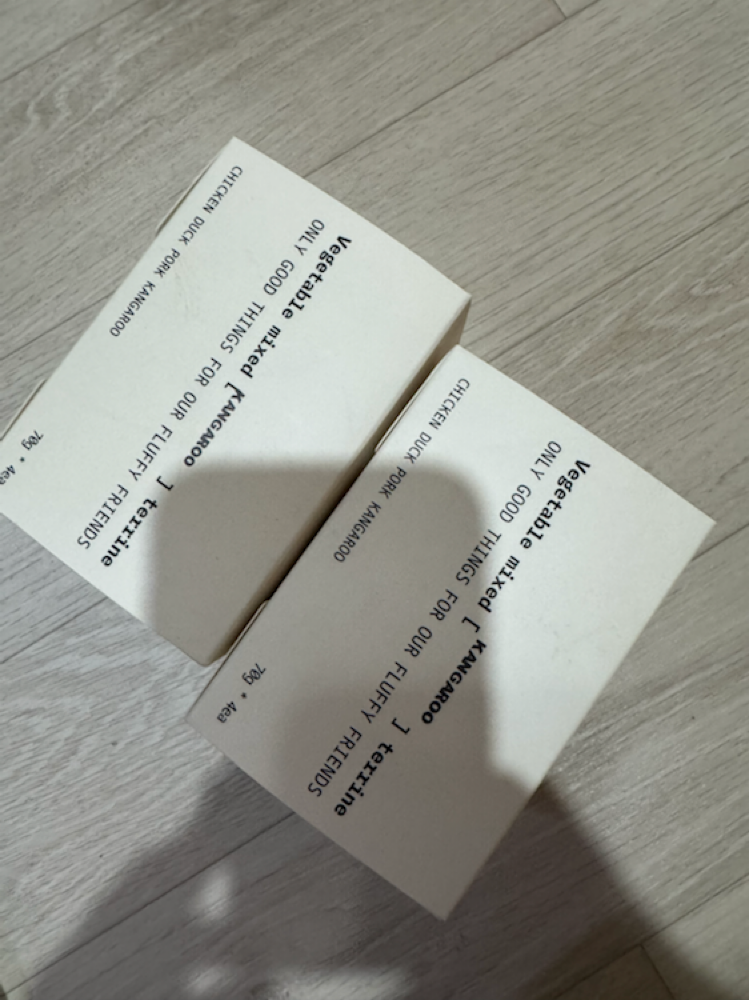 Vegetable mixed [ KANGAROO ] terrine
ONLY GOOD THINGS FOR OUR FLUFFY FRIENDS
CHICKEN DUCK PORK KANGAROO
70g * 4ea
Vegetable mixed [ KANGAROO ] terrine
ONLY GOOD THINGS FOR OUR FLUFFY FRIENDS
CHICKEN DUCK PORK KANGAROO
70g * 4ea